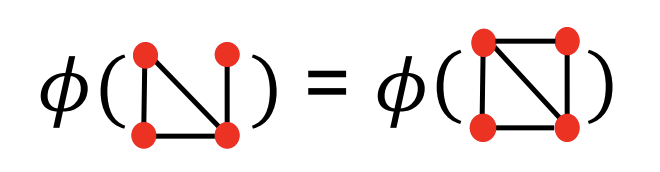 ϕ( ) = ϕ( )